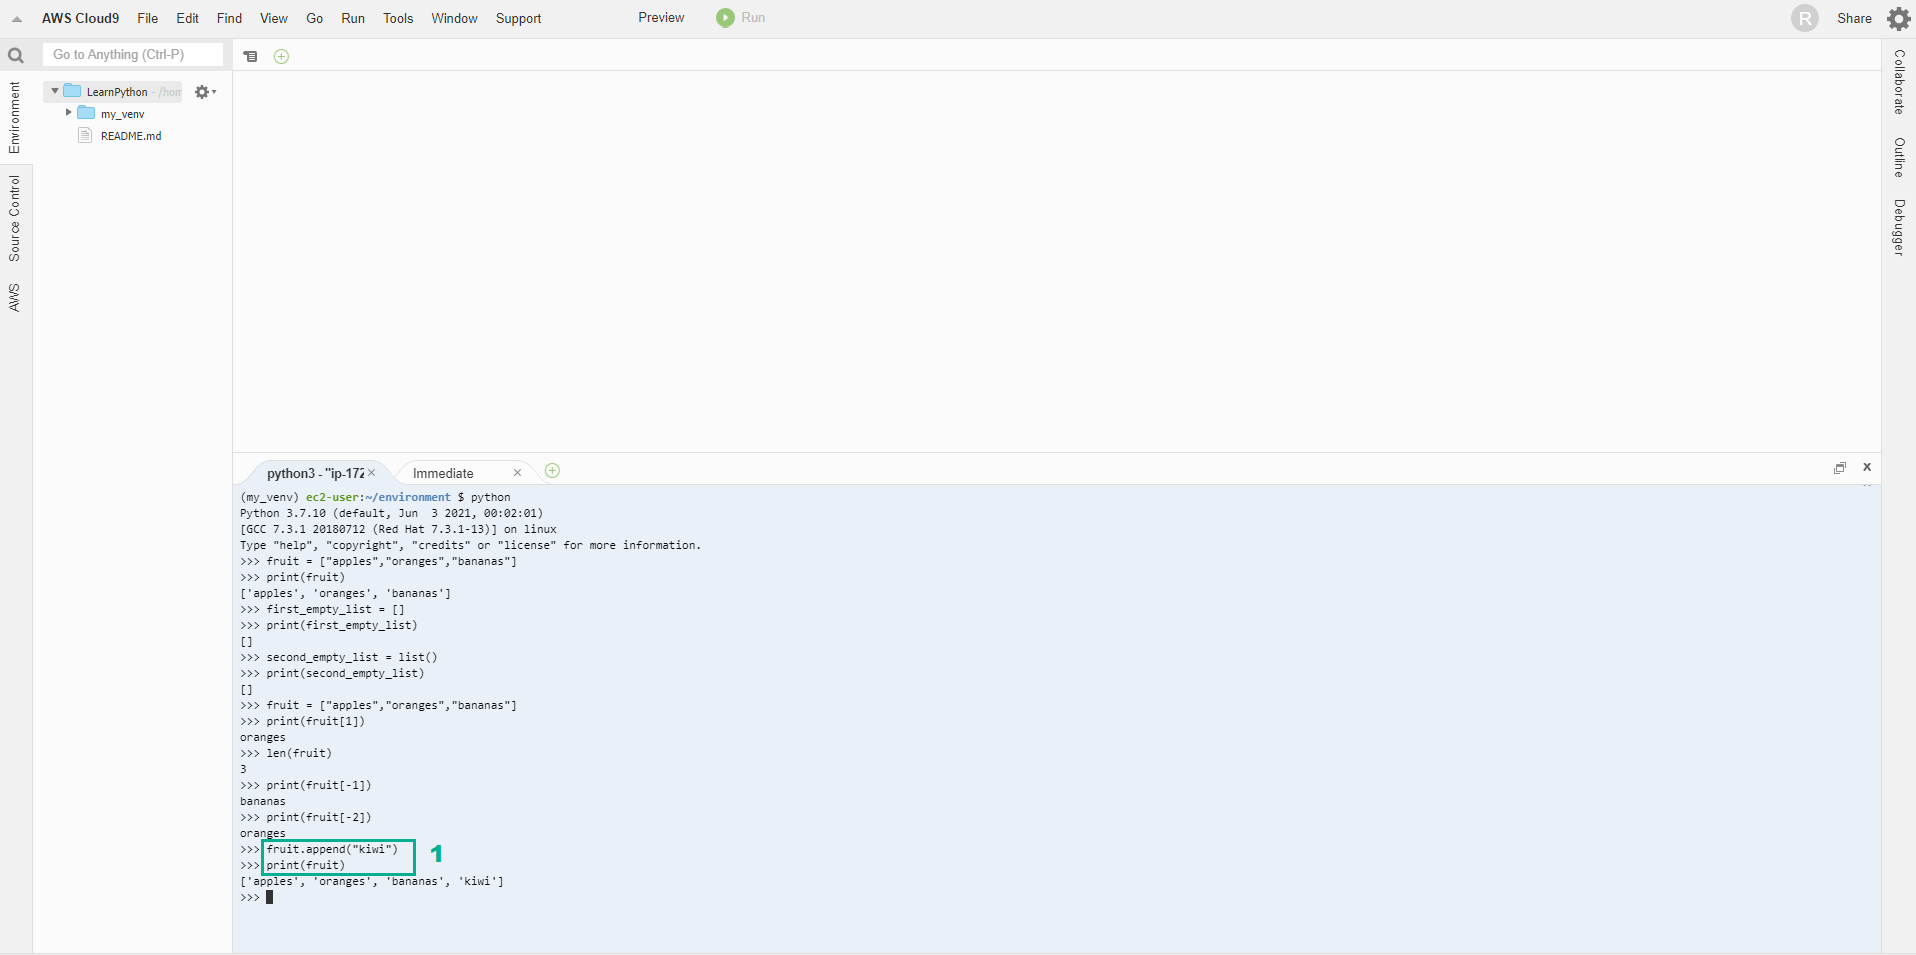 AWS Cloud9 File Edit Find View Go Run Tools Window Support Preview Run R Share
Go to Anything (Ctrl-P)
Environment
Source Control
AWS
LearnPython - /hom
my_venv
README.md
Collaborate
Outline
Debugger
python3 - "ip-172 × Immediate ×
(my_venv) ec2-user:~/environment $ python
Python 3.7.10 (default, Jun  3 2021, 00:02:01)
[GCC 7.3.1 20180712 (Red Hat 7.3.1-13)] on linux
Type "help", "copyright", "credits" or "license" for more information.
>>> fruit = ["apples","oranges","bananas"]
>>> print(fruit)
['apples', 'oranges', 'bananas']
>>> first_empty_list = []
>>> print(first_empty_list)
[]
>>> second_empty_list = list()
>>> print(second_empty_list)
[]
>>> fruit = ["apples","oranges","bananas"]
>>> print(fruit[1])
oranges
>>> len(fruit)
3
>>> print(fruit[-1])
bananas
>>> print(fruit[-2])
oranges
>>> fruit.append("kiwi")
>>> print(fruit)
1
['apples', 'oranges', 'bananas', 'kiwi']
>>>